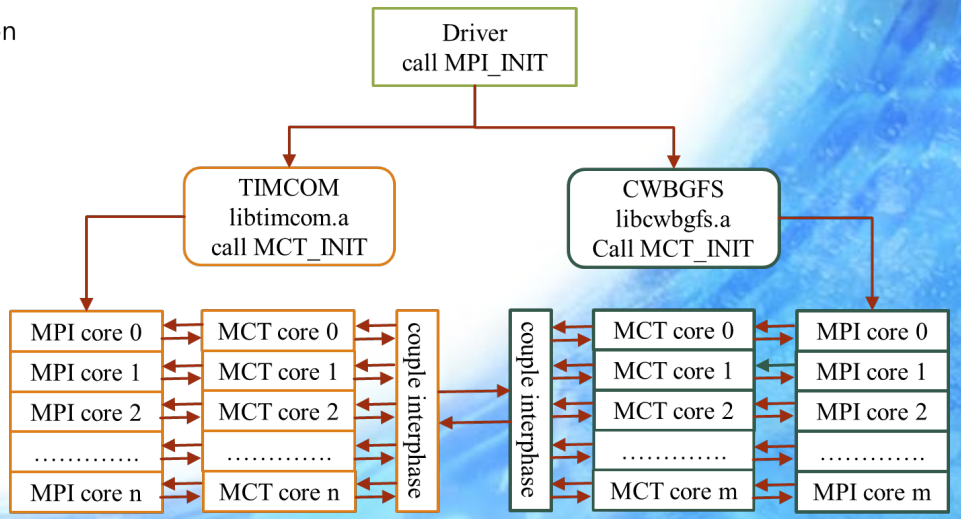 Driver
call MPI_INIT
TIMCOM
libtimcom.a
call MCT_INIT
CWBGFS
libcwbgfs.a
Call MCT_INIT
MPI core 0
MPI core 1
MPI core 2
………….
MPI core n
MCT core 0
MCT core 1
MCT core 2
………….
MCT core n
couple interphase
couple interphase
MCT core 0
MCT core 1
MCT core 2
………….
MCT core m
MPI core 0
MPI core 1
MPI core 2
………….
MPI core m